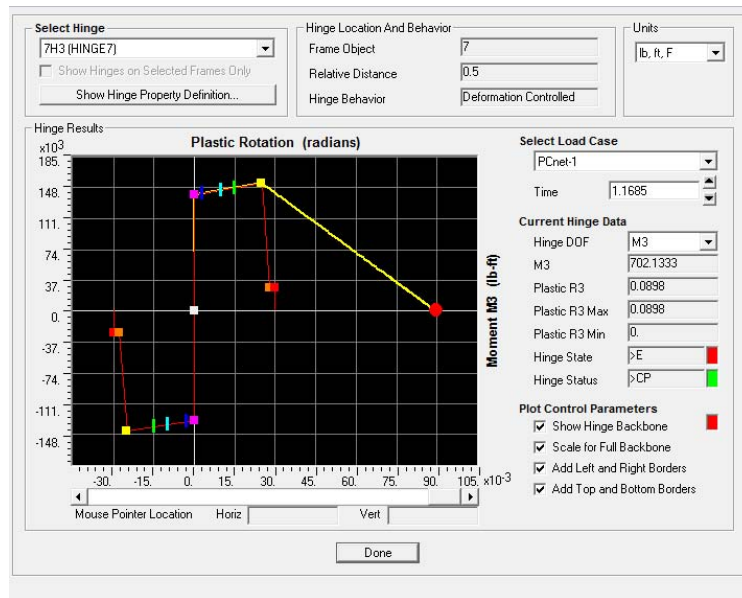 Select Hinge
7H3 (HINGE7)
Show Hinges on Selected Frames Only
Show Hinge Property Definition...
Hinge Location And Behavior
Frame Object 7
Relative Distance 0.5
Hinge Behavior Deformation Controlled
Units
lb, ft, F
Hinge Results
x10³
Plastic Rotation (radians)
185.
148.
111.
74.
37.
0.
-37.
-74.
-111.
-148.
-30. -15. 0. 15. 30. 45. 60. 75. 90. 105. x10-3
Moment M3 (lb-ft)
Mouse Pointer Location Horiz Vert
Select Load Case
PCnet-1
Time 1.1685
Current Hinge Data
Hinge DOF M3
M3 702.1333
Plastic R3 0.0898
Plastic R3 Max 0.0898
Plastic R3 Min 0.
Hinge State >E
Hinge Status >CP
Plot Control Parameters
Show Hinge Backbone
Scale for Full Backbone
Add Left and Right Borders
Add Top and Bottom Borders
Done